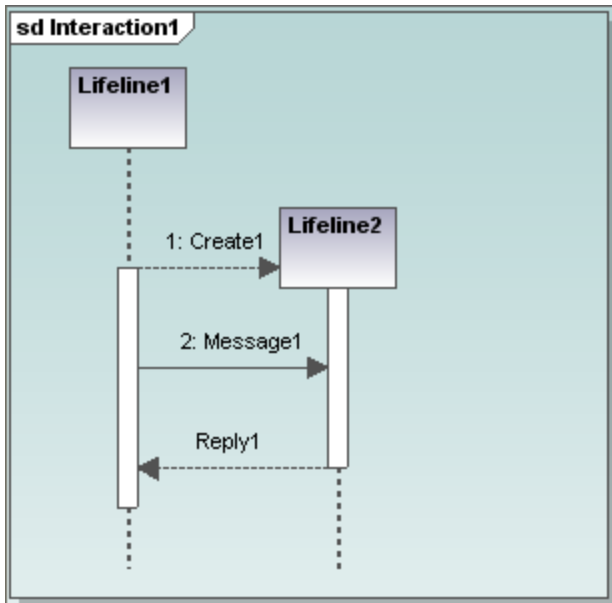 sd Interaction1
Lifeline1
Lifeline2
1: Create1
2: Message1
Reply1